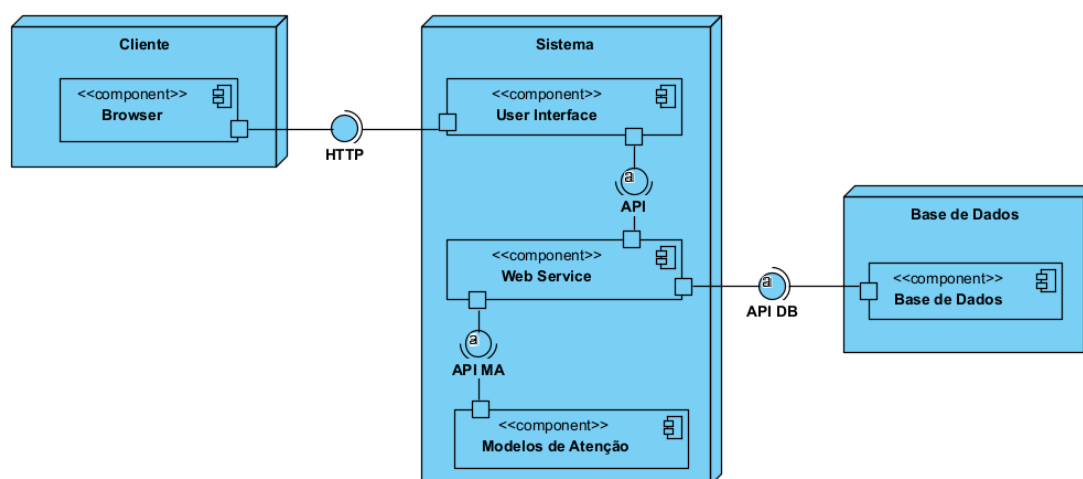 Cliente
<<component>>
Browser
HTTP
Sistema
<<component>>
User Interface
a
API
<<component>>
Web Service
a
API MA
<<component>>
Modelos de Atenção
a
API DB
Base de Dados
<<component>>
Base de Dados